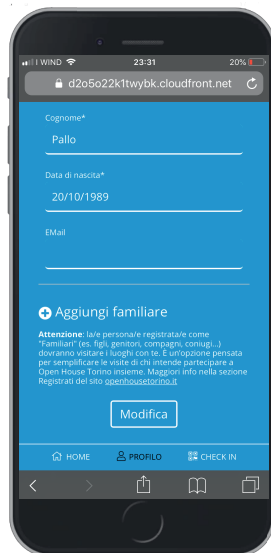 I WIND 23:31 20%
d2o5o22k1twybk.cloudfront.net
Cognome*
Pallo
Data di nascita*
20/10/1989
EMail
Aggiungi familiare
Attenzione: la/e persona/e registrata/e come
"Familiari" (es. figli, genitori, compagni, coniugi...)
dovranno visitare i luoghi con te. È un'opzione pensata
per semplificare le visite di chi intende partecipare a
Open House Torino insieme. Maggiori info nella sezione
Registrati del sito openhousetorino.it
Modifica
HOME PROFILO CHECK IN